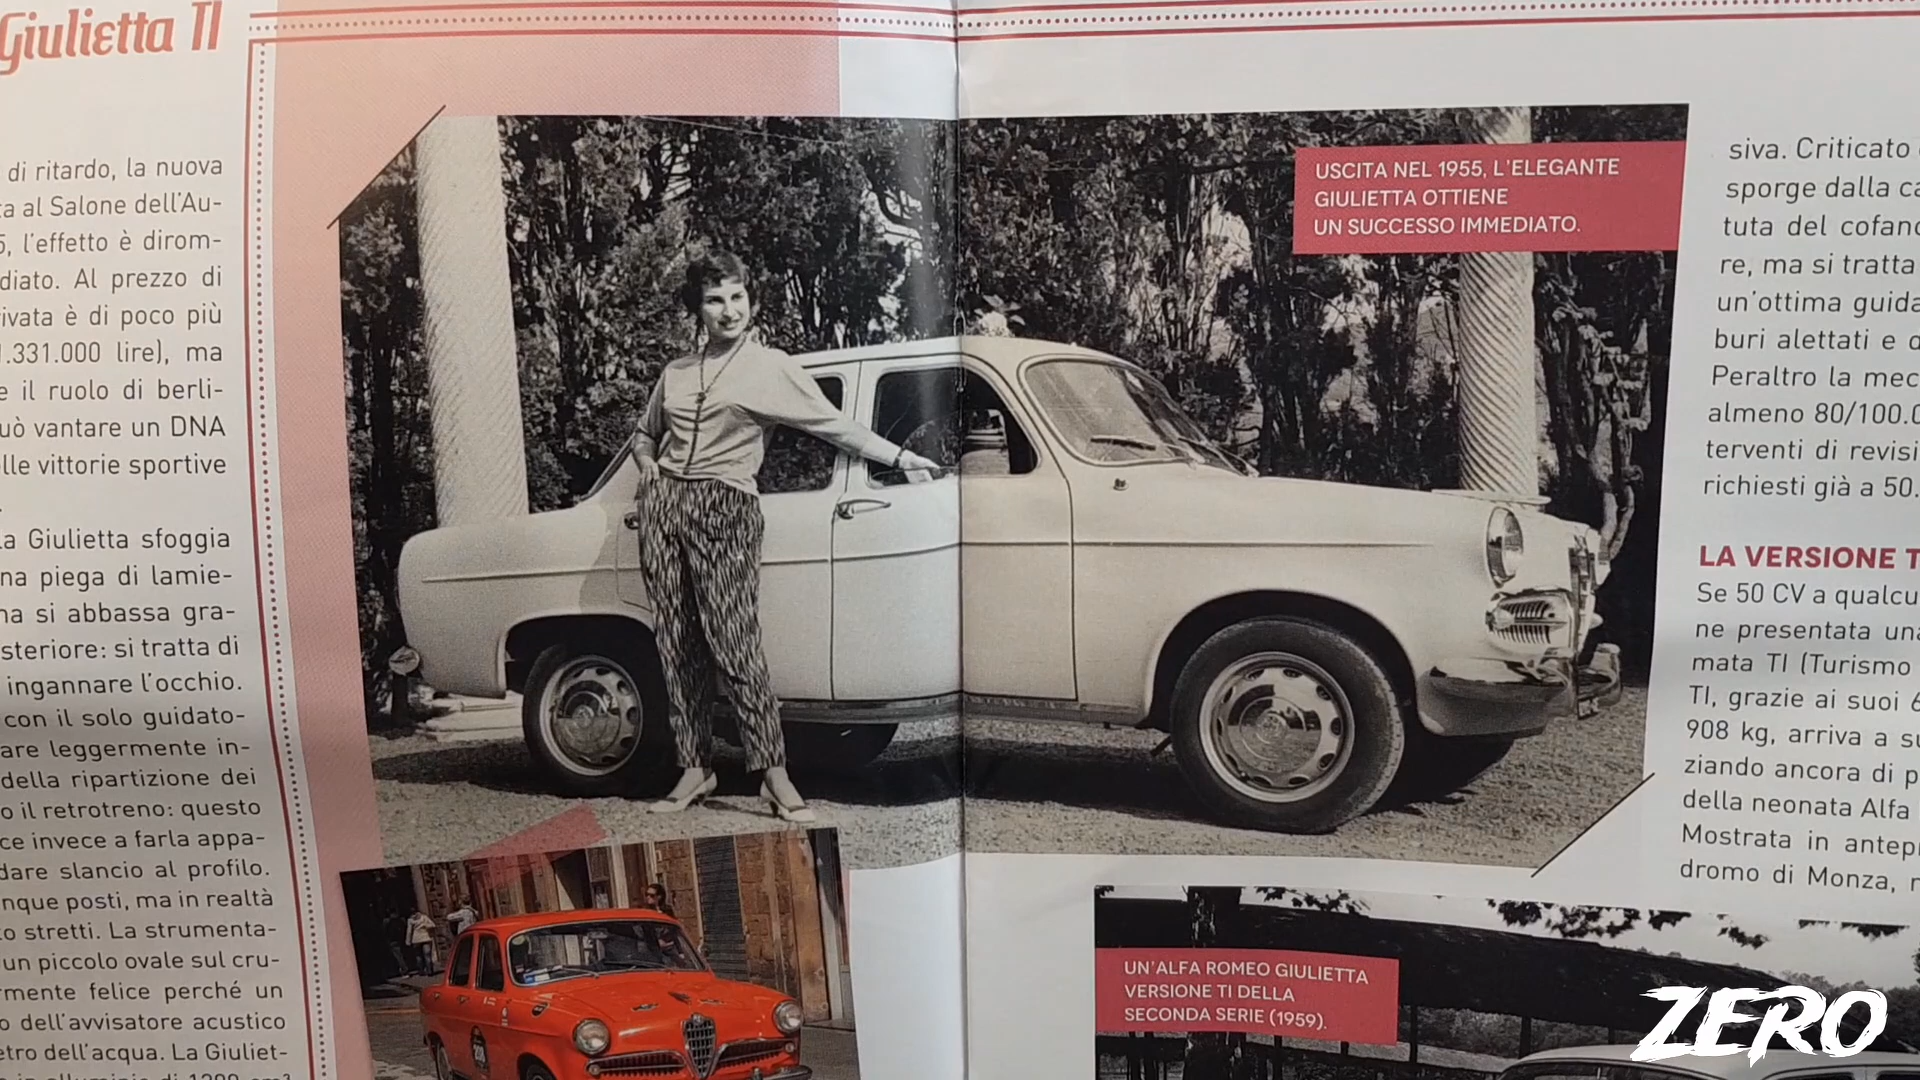 Giulietta TI
di ritardo, la nuova
al Salone dell'Au-
l'effetto è dirom-
diato. Al prezzo di
ivata è di poco più
.331.000 lire), ma
e il ruolo di berli-
uò vantare un DNA
lle vittorie sportive
la Giulietta sfoggia
na piega di lamie-
na si abbassa gra-
steriore: si tratta di
ingannare l'occhio.
con il solo guidato-
are leggermente in-
della ripartizione dei
o il retrotreno: questo
ce invece a farla appa-
dare slancio al profilo.
nque posti, ma in realtà
o stretti. La strumenta-
un piccolo ovale sul cru-
rmente felice perché un
o dell'avvisatore acustico
etro dell'acqua. La Giuliet-
USCITA NEL 1955, L'ELEGANTE
GIULIETTA OTTIENE
UN SUCCESSO IMMEDIATO.
UN'ALFA ROMEO GIULIETTA
VERSIONE TI DELLA
SECONDA SERIE (1959).
siva. Criticato
sporge dalla ca
tuta del cofano
re, ma si tratta
un'ottima guida
buri alettati e d
Peraltro la mec
almeno 80/100.0
terventi di revisi
richiesti già a 50.
LA VERSIONE T
Se 50 CV a qualcu
ne presentata una
mata TI (Turismo
TI, grazie ai suoi 6
908 kg, arriva a su
ziando ancora di p
della neonata Alfa
Mostrata in antep
dromo di Monza, r
ZERO